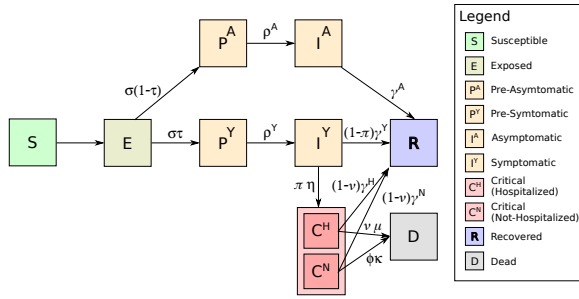 S
E
P^A
I^A
P^Y
I^Y
R
C^H
C^N
D
σ(1-τ)
στ
ρ^A
ρ^Y
γ^A
(1-π)γ^Y
π η
(1-ν)γ^H
(1-ν)γ^N
ν μ
ϕκ
Legend
S Susceptible
E Exposed
P^A Pre-Asymtomatic
P^Y Pre-Symtomatic
I^A Asymptomatic
I^Y Symptomatic
C^H Critical
(Hospitalized)
C^N Critical
(Not-Hospitalized)
R Recovered
D Dead